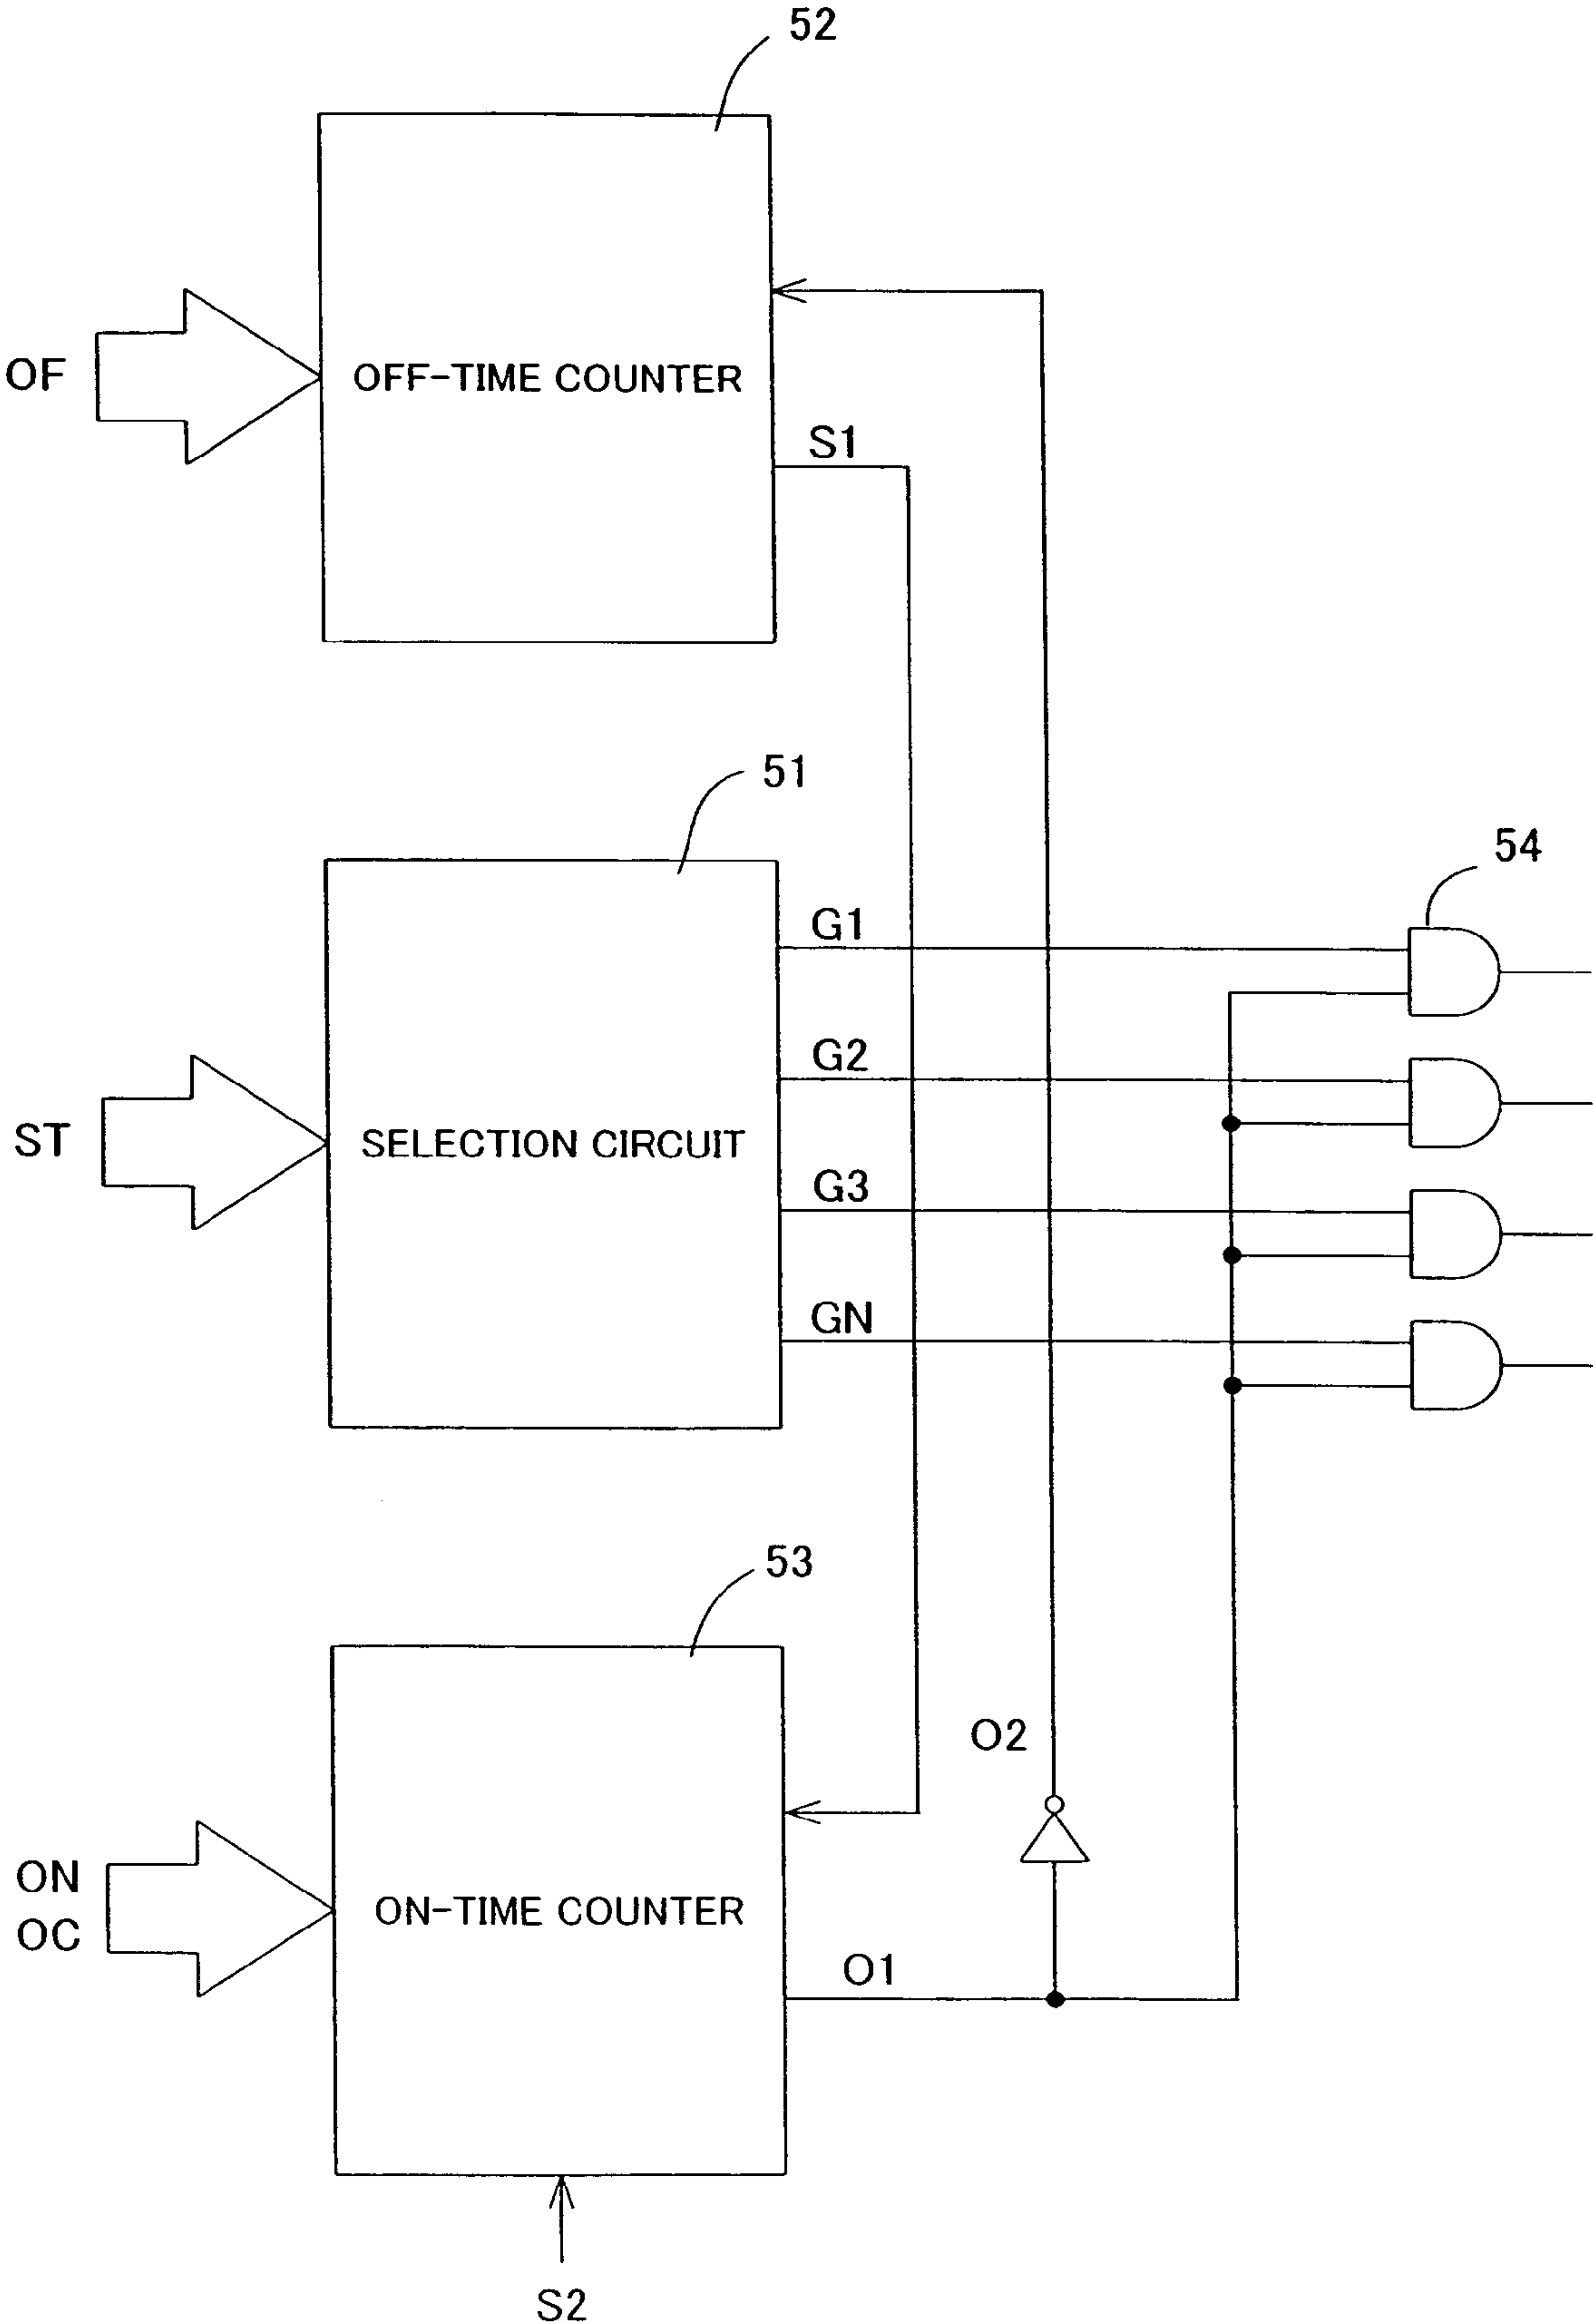 52
OF
OFF-TIME COUNTER
S1
51
54
G1
G2
ST
SELECTION CIRCUIT
G3
GN
53
O2
ON
OC
ON-TIME COUNTER
O1
S2